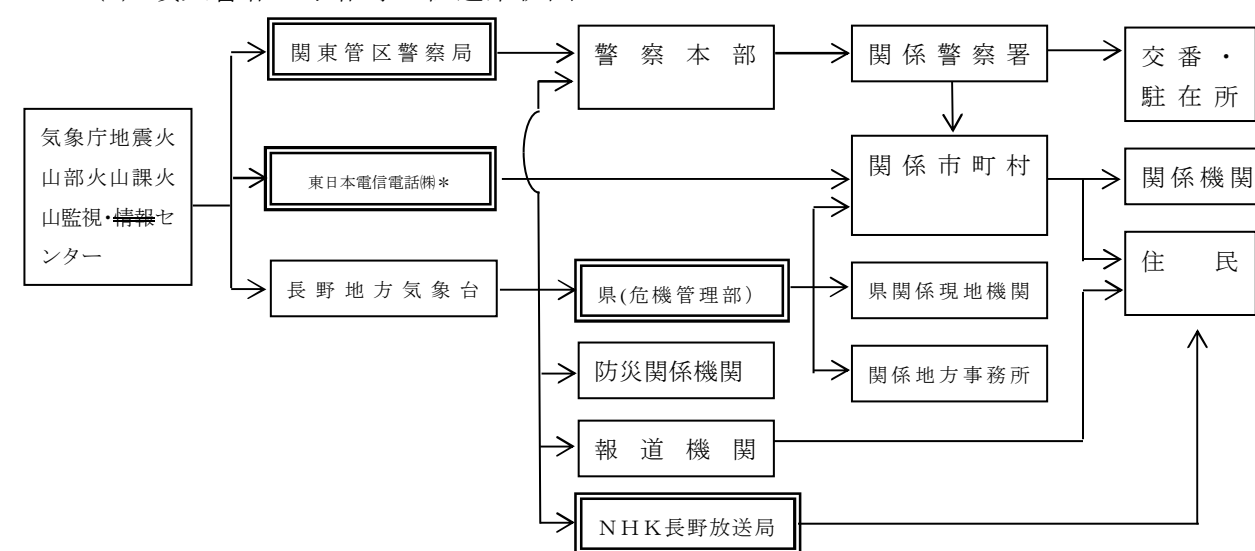 関東管区警察局
警察本部
関係警察署
交番・
駐在所
気象庁地震火
山部火山課火
山監視・情報セ
ンター
東日本電信電話㈱＊
関係市町村
関係機関
住民
長野地方気象台
県(危機管理部）
県関係現地機関
防災関係機関
関係地方事務所
報道機関
ＮＨＫ長野放送局